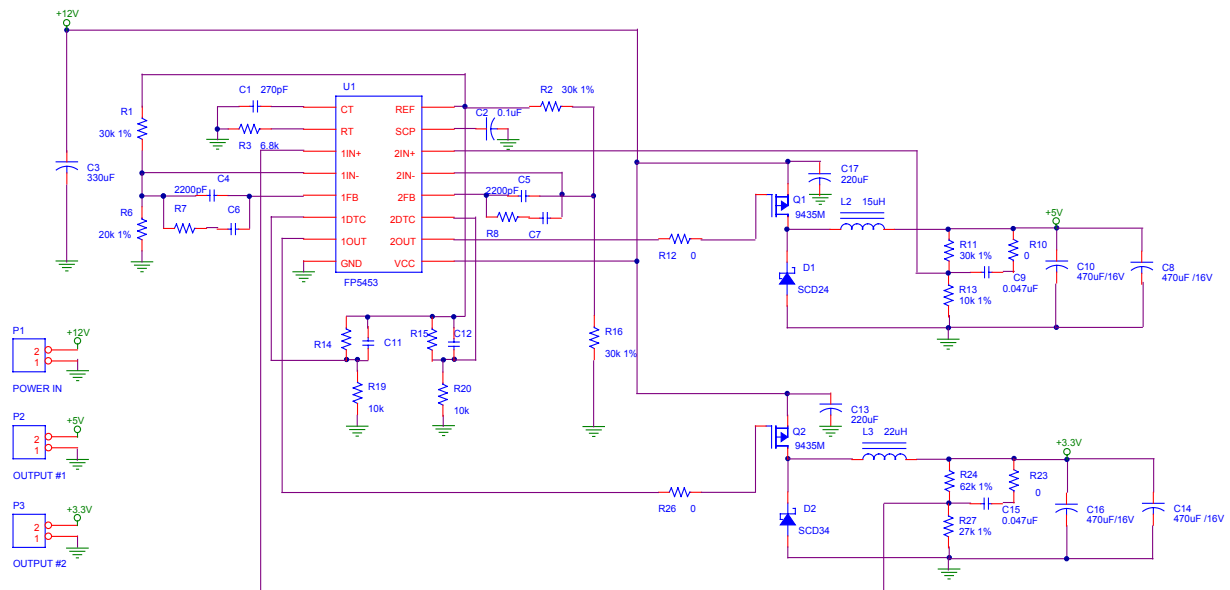 +12V
C3
330uF
R1
30k 1%
R6
20k 1%
C1 270pF
R3 6.8k
C4
2200pF
R7
C6
U1
CT
RT
1IN+
1IN-
1FB
1DTC
1OUT
GND
REF
SCP
2IN+
2IN-
2FB
2DTC
2OUT
VCC
FP5453
R2 30k 1%
C2 0.1uF
C5
2200pF
R8
C7
R14
C11
R15
C12
R19
10k
R20
10k
R16
30k 1%
R12 0
C17
220uF
Q1
9435M
L2 15uH
D1
SCD24
R11
30k 1%
R13
10k 1%
R10
0
C9
0.047uF
+5V
C10
470uF/16V
C8
470uF /16V
P1
+12V
2
1
POWER IN
P2
+5V
2
1
OUTPUT #1
P3
+3.3V
2
1
OUTPUT #2
R26 0
C13
220uF
Q2
9435M
L3 22uH
D2
SCD34
R24
62k 1%
R27
27k 1%
R23
0
C15
0.047uF
+3.3V
C16
470uF/16V
C14
470uF /16V